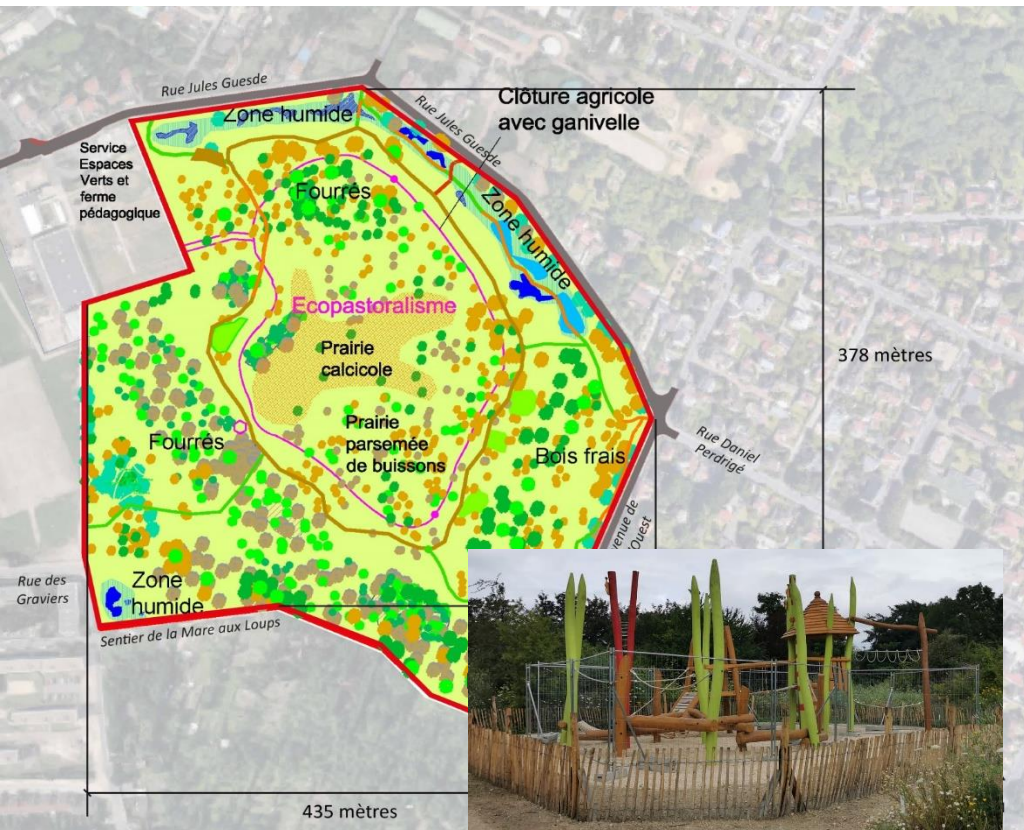 Rue Jules Guesde
Rue Jules Guesde
Clôture agricole
avec ganivelle
Zone humide
Service
Espaces
Verts et
ferme
pédagogique
Fourrés
Zone humide
Ecopastoralisme
Prairie
calcicole
378 mètres
Prairie
parsemée
de buissons
Fourrés
Bois frais
Rue Daniel
Perdrigé
venue de
Ouest
Rue des
Graviers
Zone
humide
Sentier de la Mare aux Loups
435 mètres